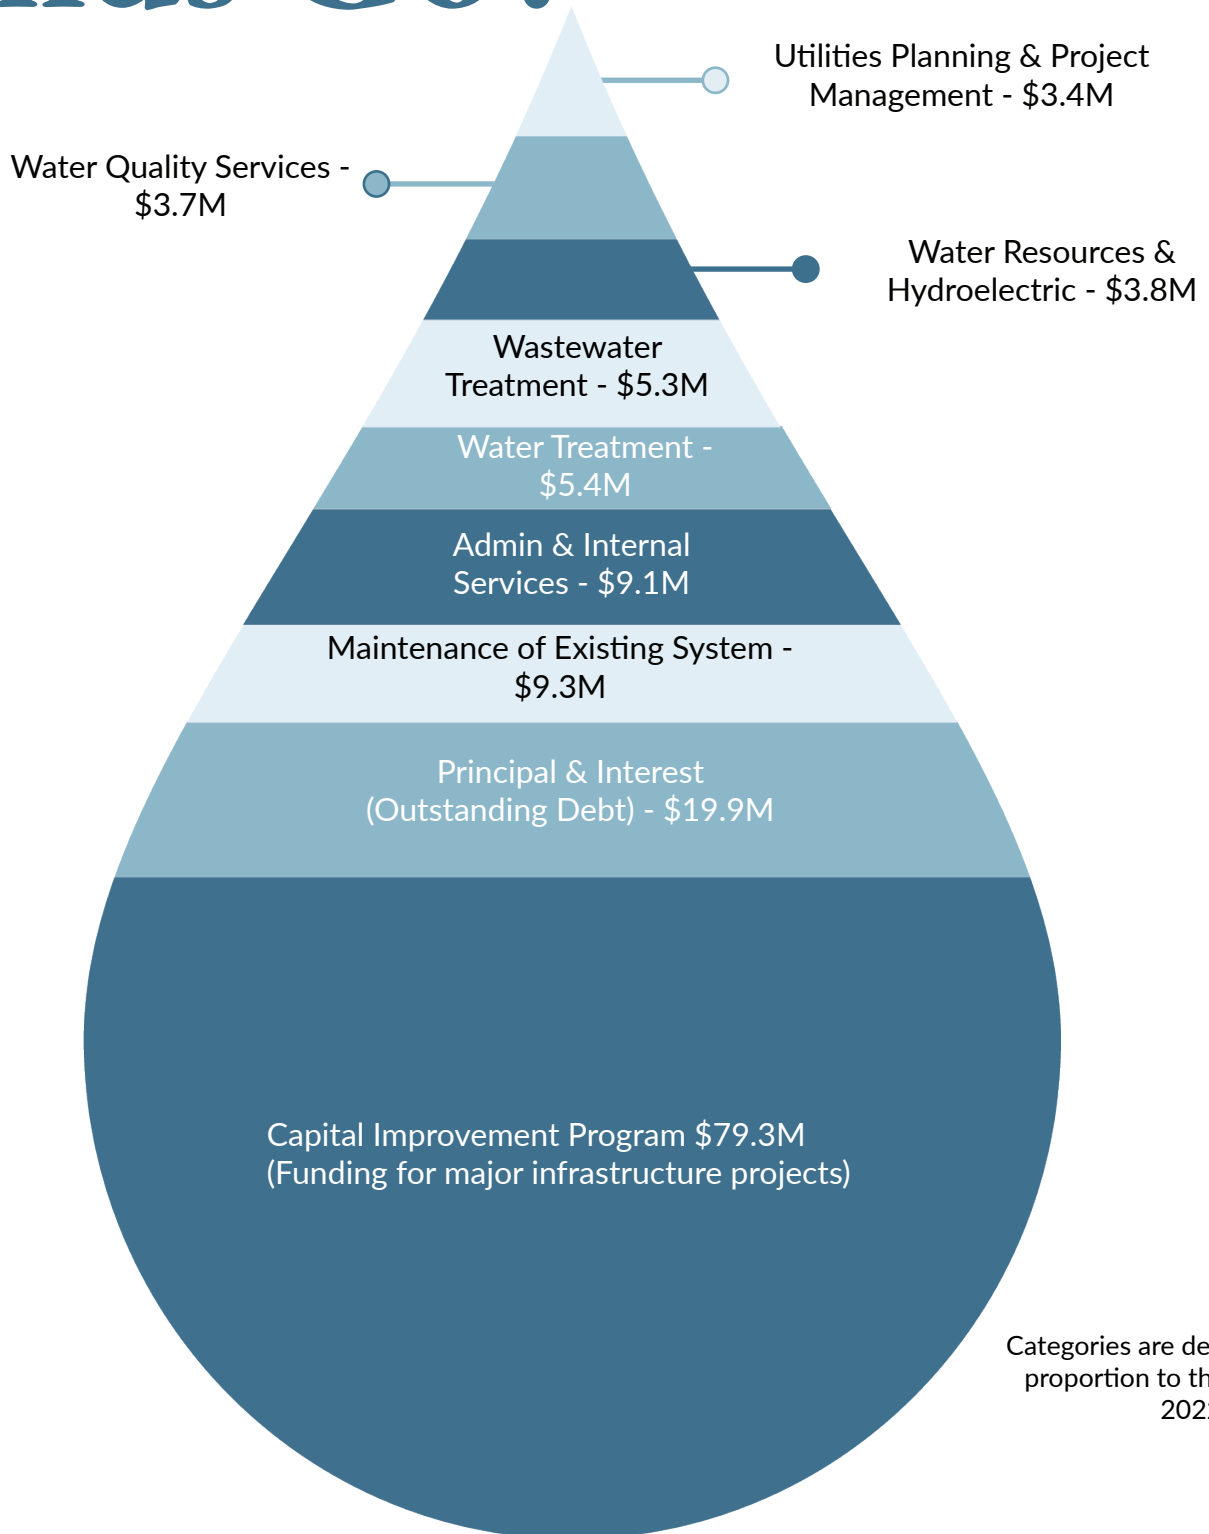 Utilities Planning & Project
Management - $3.4M
Water Quality Services -
$3.7M
Water Resources &
Hydroelectric - $3.8M
Wastewater
Treatment - $5.3M
Water Treatment -
$5.4M
Admin & Internal
Services - $9.1M
Maintenance of Existing System -
$9.3M
Principal & Interest
(Outstanding Debt) - $19.9M
Capital Improvement Program $79.3M
(Funding for major infrastructure projects)
Categories are
proportion to